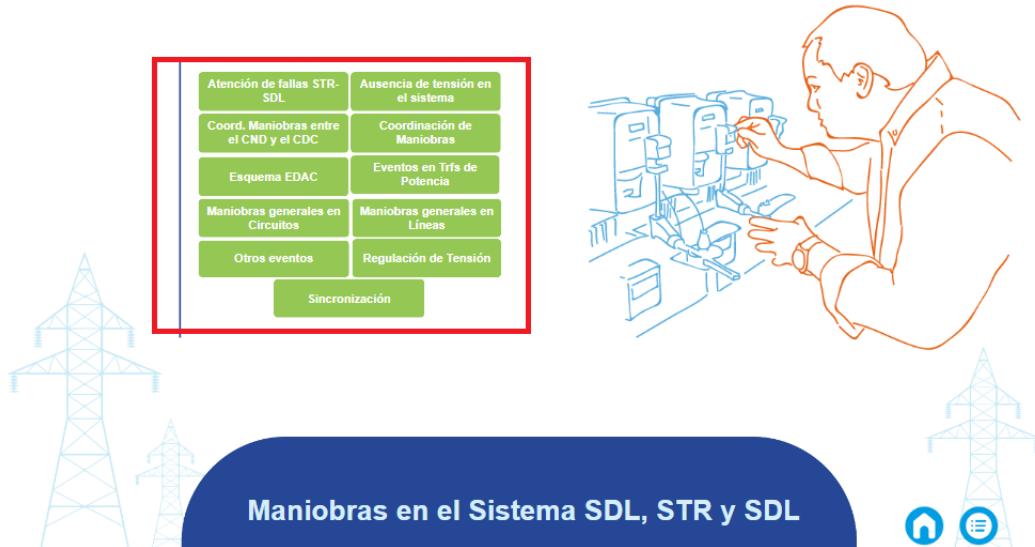 Atención de fallas STR-
SDL
Ausencia de tensión en
el sistema
Coord. Maniobras entre
el CND y el CDC
Coordinación de
Maniobras
Esquema EDAC
Eventos en Trfs de
Potencia
Maniobras generales en
Circuitos
Maniobras generales en
Líneas
Otros eventos
Regulación de Tensión
Sincronización
Maniobras en el Sistema SDL, STR y SDL